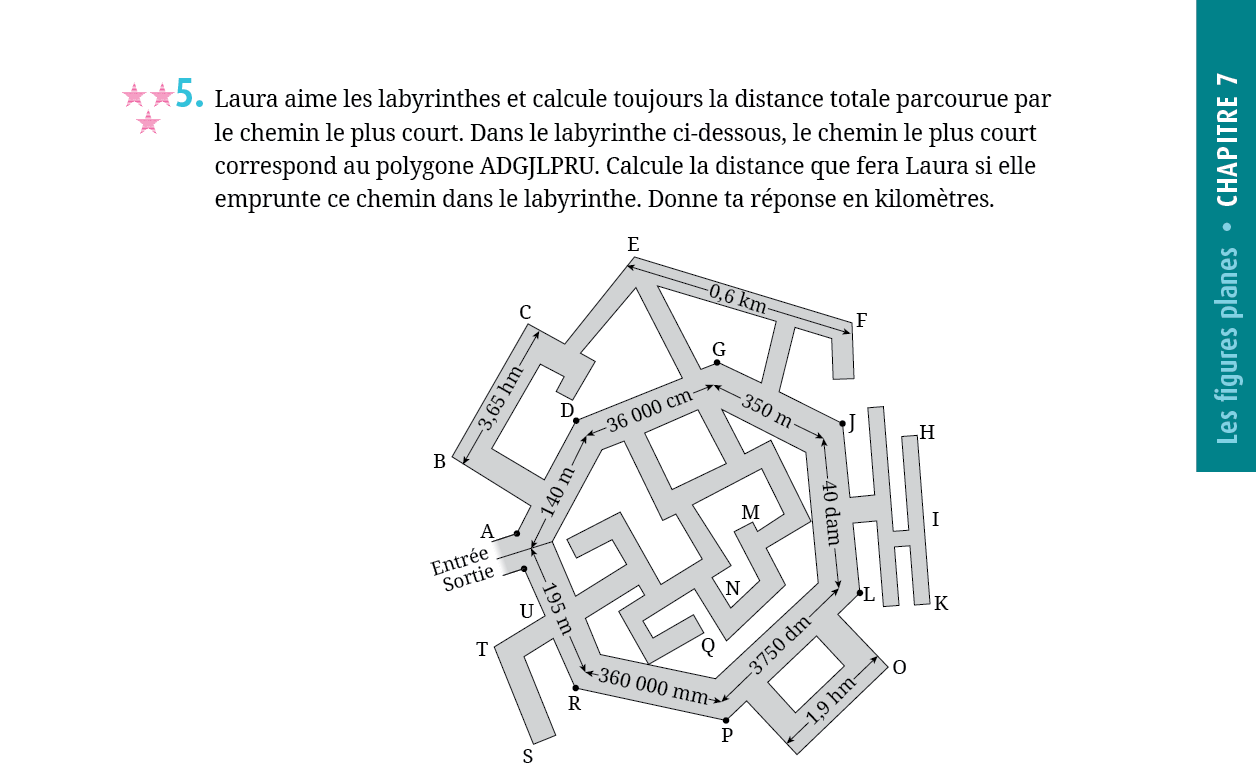 5. Laura aime les labyrinthes et calcule toujours la distance totale parcourue par
le chemin le plus court. Dans le labyrinthe ci-dessous, le chemin le plus court
correspond au polygone ADGJLPRU. Calcule la distance que fera Laura si elle
emprunte ce chemin dans le labyrinthe. Donne ta réponse en kilomètres.
Les figures planes • CHAPITRE 7
E
0,6 km
C
F
G
3,65 hm
D
36 000 cm
350 m
J
H
B
140 m
40 dam
M
I
A
Entrée
Sortie
N
L
K
U
195 m
T
Q
3750 dm
O
R
360 000 mm
1,9 hm
P
S